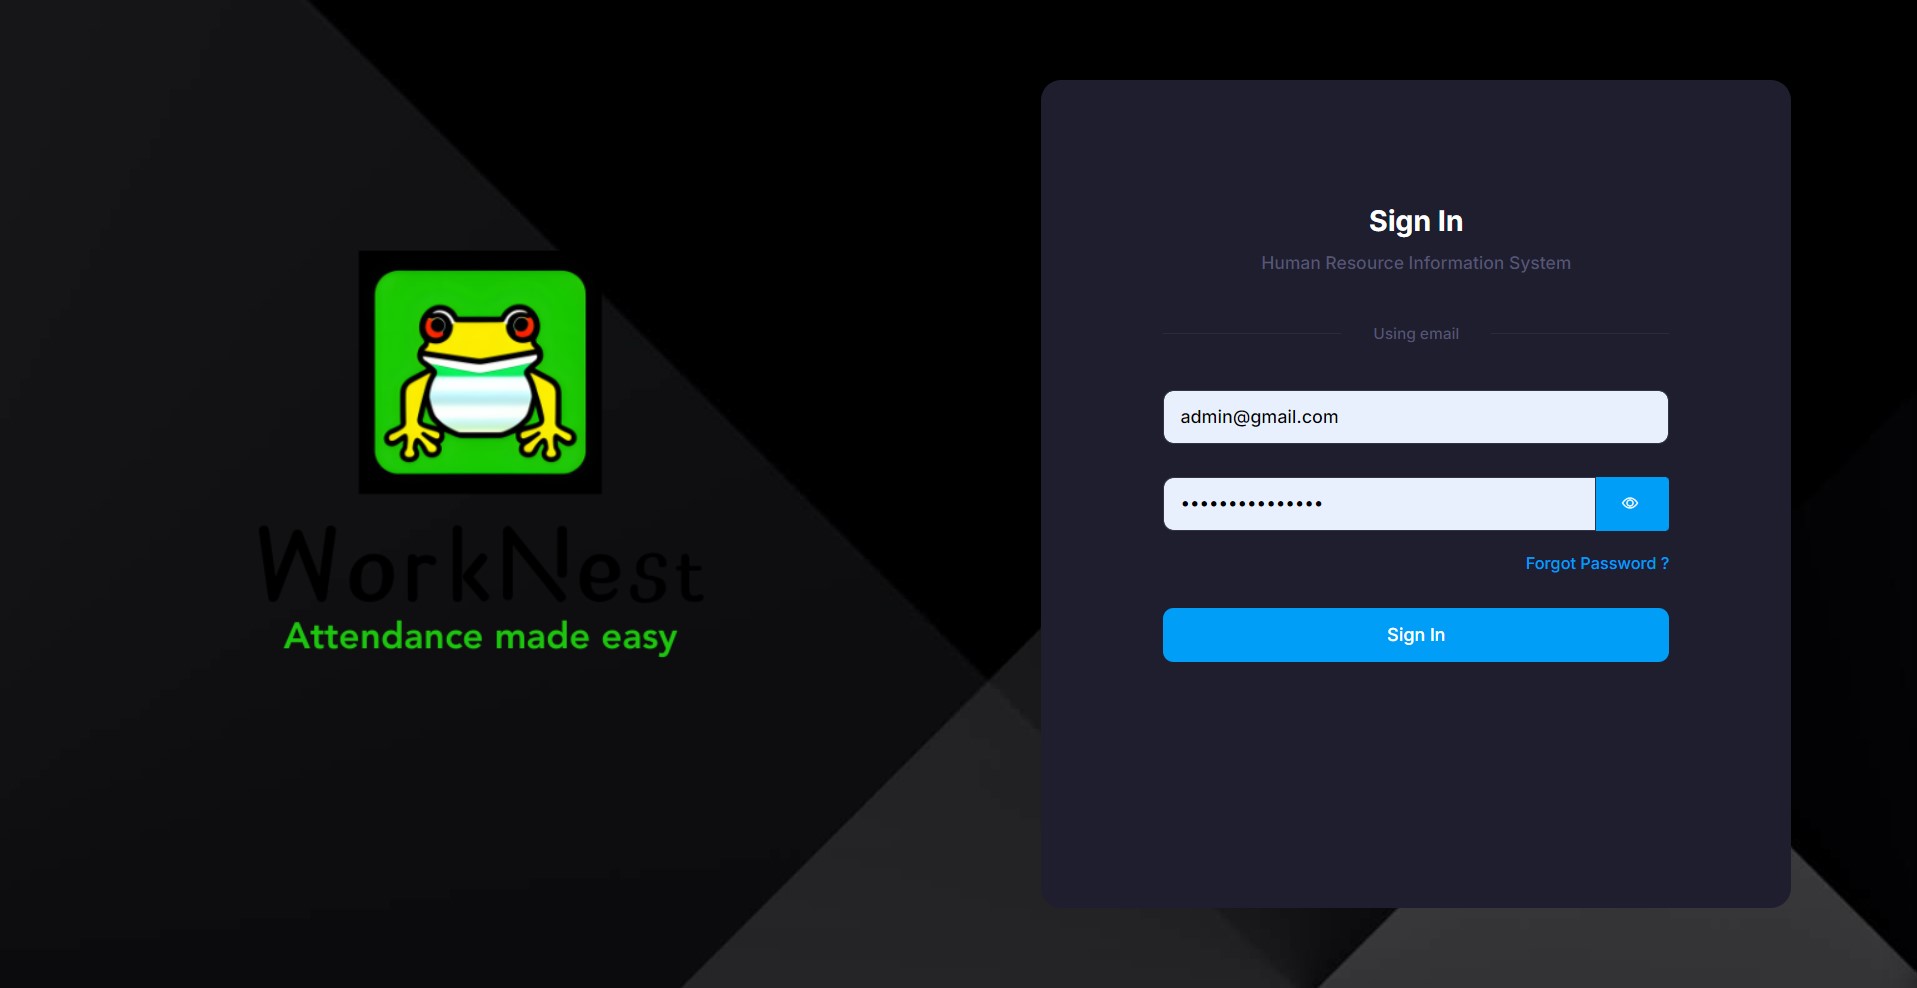 WorkNest
Attendance made easy
Sign In
Human Resource Information System
Using email
admin@gmail.com
•••••••••••••••
Forgot Password ?
Sign In